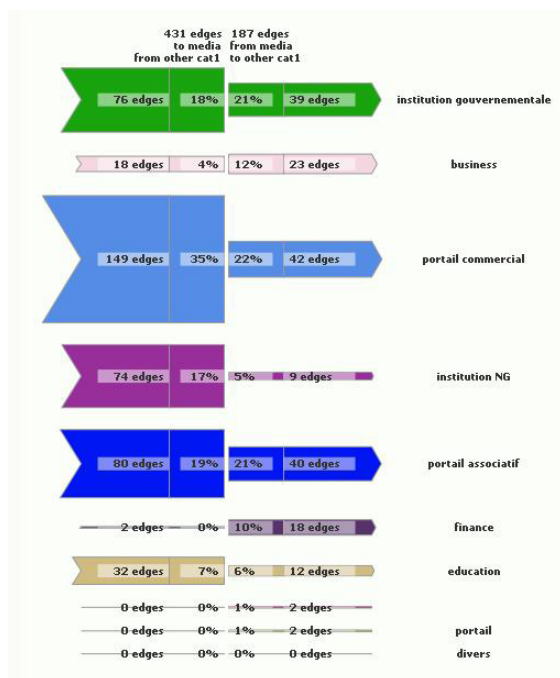 431 edges 187 edges
to media from media
from other cat1 to other cat1
76 edges 18% 21% 39 edges institution gouvernementale
18 edges 4% 12% 23 edges business
149 edges 35% 22% 42 edges portail commercial
74 edges 17% 5% 9 edges institution NG
80 edges 19% 21% 40 edges portail associatif
2 edges 0% 10% 18 edges finance
32 edges 7% 6% 12 edges education
0 edges 0% 1% 2 edges
0 edges 0% 1% 2 edges portail
0 edges 0% 0% 0 edges divers